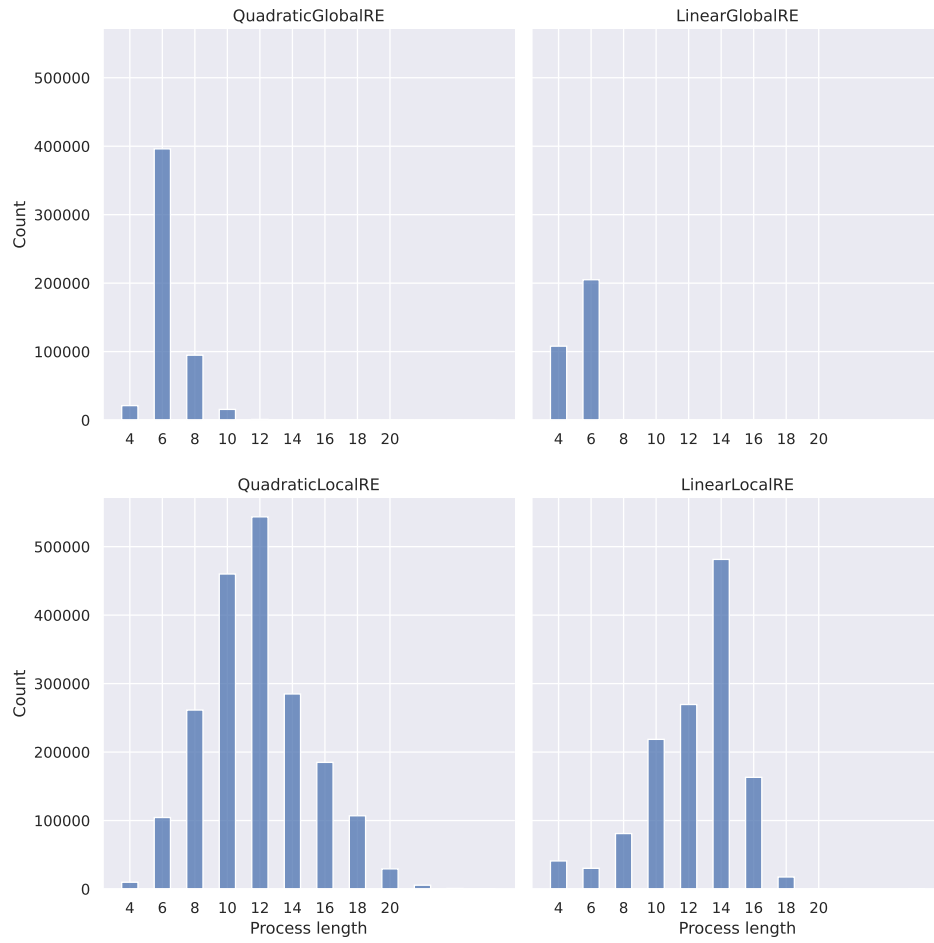 QuadraticGlobalRE
LinearGlobalRE
500000
400000
300000
200000
100000
0
Count
4 6 8 10 12 14 16 18 20
4 6 8 10 12 14 16 18 20
QuadraticLocalRE
LinearLocalRE
500000
400000
300000
200000
100000
0
Count
4 6 8 10 12 14 16 18 20
4 6 8 10 12 14 16 18 20
Process length
Process length